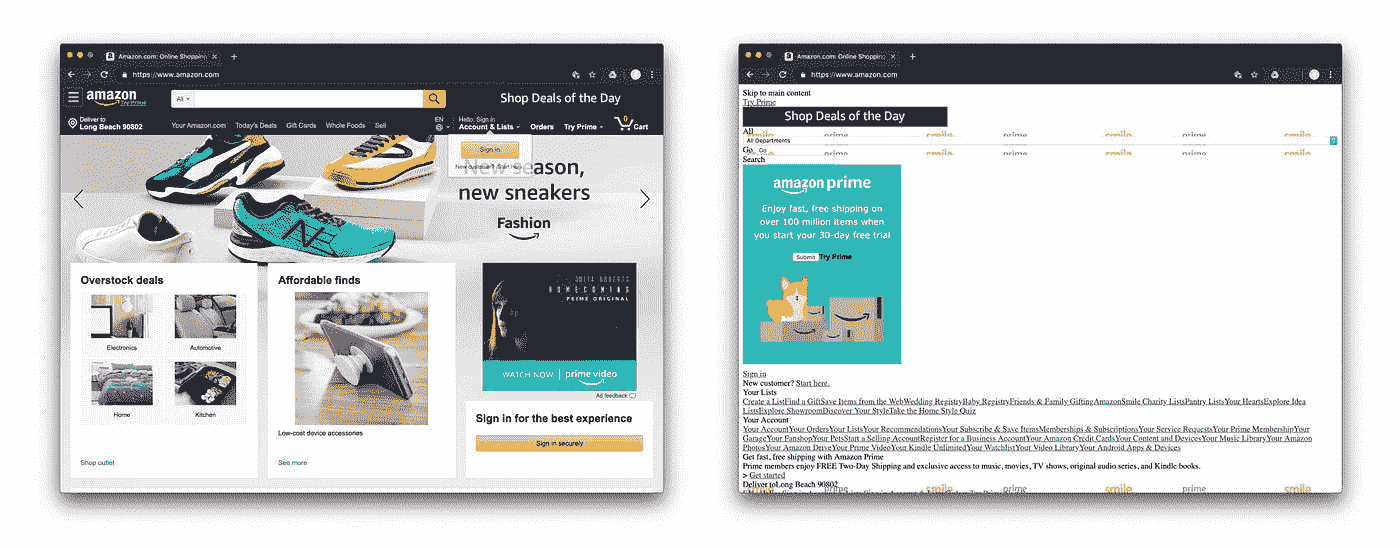 Amazon.com: Online Shopping
https://www.amazon.com
amazon
Try Prime
All
Shop Deals of the Day
Deliver to
Long Beach 90802
Your Amazon.com Today's Deals Gift Cards Whole Foods Sell
EN
Hello, Sign in
Account & Lists
Orders
Try Prime
0
Cart
Sign in
New customer? Start here.
New season,
new sneakers
Fashion
Overstock deals
Electronics
Automotive
Home
Kitchen
Shop outlet
Affordable finds
Low-cost device accessories
See more
JULIA ROBERTS
HOMECOMING
PRIME ORIGINAL
WATCH NOW | prime video
Ad feedback
Sign in for the best experience
Sign in securely
Amazon.com: Online Shopping
https://www.amazon.com
Skip to main content
Try Prime
Shop Deals of the Day
All
smile prime smile prime smile
All Departments
Go Go
Search
amazon prime
Enjoy fast, free shipping on
over 100 million items when
you start your 30-day free trial
Submit Try Prime
Sign in
New customer? Start here.
Your Lists
Create a ListFind a GiftSave Items from the WebWedding RegistryBaby RegistryFriends & Family GiftingAmazonSmile Charity ListsPantry ListsYour HeartsExplore Idea
ListsExplore ShowroomDiscover Your StyleTake the Home Style Quiz
Your Account
Your AccountYour OrdersYour ListsYour RecommendationsYour Subscribe & Save ItemsMemberships & SubscriptionsYour Service RequestsYour Prime MembershipYour
GarageYour FanshopYour PetsStart a Selling AccountRegister for a Business AccountYour Amazon Credit CardsYour Content and DevicesYour Music LibraryYour Amazon
PhotosYour Amazon DriveYour Prime VideoYour Kindle UnlimitedYour WatchlistYour Video LibraryYour Android Apps & Devices
Get fast, free shipping with Amazon Prime
Prime members enjoy FREE Two-Day Shipping and exclusive access to music, movies, TV shows, original audio series, and Kindle books.
> Get started
Deliver toLong Beach 90802
prime smile prime smile